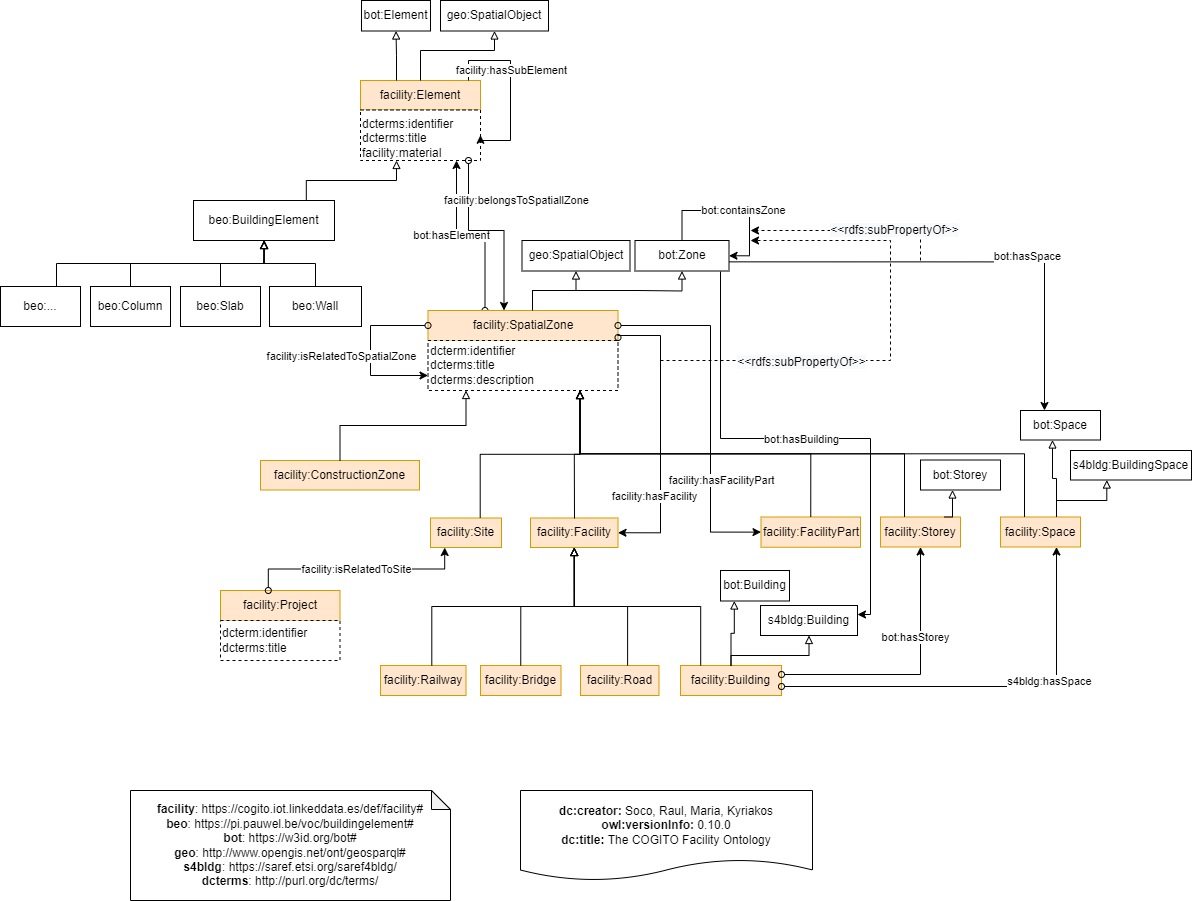 bot:Element
geo:SpatialObject
facility:hasSubElement
facility:Element
dcterms:identifier
dcterms:title
facility:material
facility:belongsToSpatialIZone
beo:BuildingElement
bot:hasElement
bot:containsZone
<<rdfs:subPropertyOf>>
geo:SpatialObject
bot:Zone
bot:hasSpace
beo:...
beo:Column
beo:Slab
beo:Wall
facility:SpatialZone
facility:isRelatedToSpatialZone
dcterm:identifier
dcterms:title
dcterms:description
<<rdfs:subPropertyOf>>
bot:Space
bot:hasBuilding
s4bldg:BuildingSpace
facility:ConstructionZone
bot:Storey
facility:hasFacilityPart
facility:hasFacility
facility:Site
facility:Facility
facility:FacilityPart
facility:Storey
facility:Space
facility:isRelatedToSite
bot:Building
facility:Project
s4bldg:Building
dcterm:identifier
dcterms:title
bot:hasStorey
facility:Railway
facility:Bridge
facility:Road
facility:Building
s4bldg:hasSpace
facility: https://cogito.iot.linkeddata.es/def/facility#
beo: https://pi.pauwel.be/voc/buildingelement#
bot: https://w3id.org/bot#
geo: http://www.opengis.net/ont/geosparql#
s4bldg: https://saref.etsi.org/saref4bldg/
dcterms: http://purl.org/dc/terms/
dc:creator: Soco, Raul, Maria, Kyriakos
owl:versionInfo: 0.10.0
dc:title: The COGITO Facility Ontology